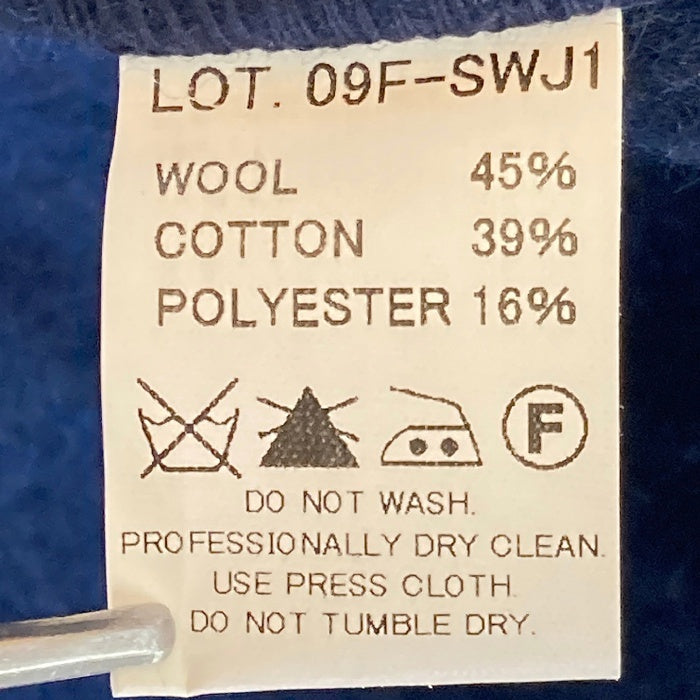 LOT. 09F-SWJ1
WOOL 45%
COTTON 39%
POLYESTER 16%
F
DO NOT WASH.
PROFESSIONALLY DRY CLEAN.
USE PRESS CLOTH.
DO NOT TUMBLE DRY.